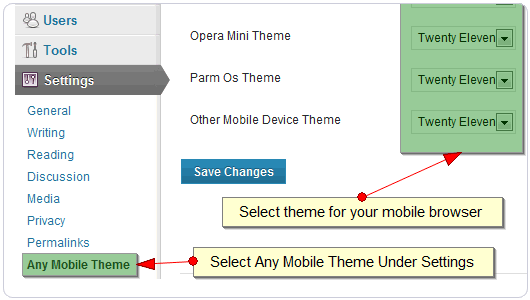 Users
Tools
Settings
General
Writing
Reading
Discussion
Media
Privacy
Permalinks
Any Mobile Theme
Opera Mini Theme
Twenty Eleven
Parm Os Theme
Twenty Eleven
Other Mobile Device Theme
Twenty Eleven
Save Changes
Select theme for your mobile browser
Select Any Mobile Theme Under Settings